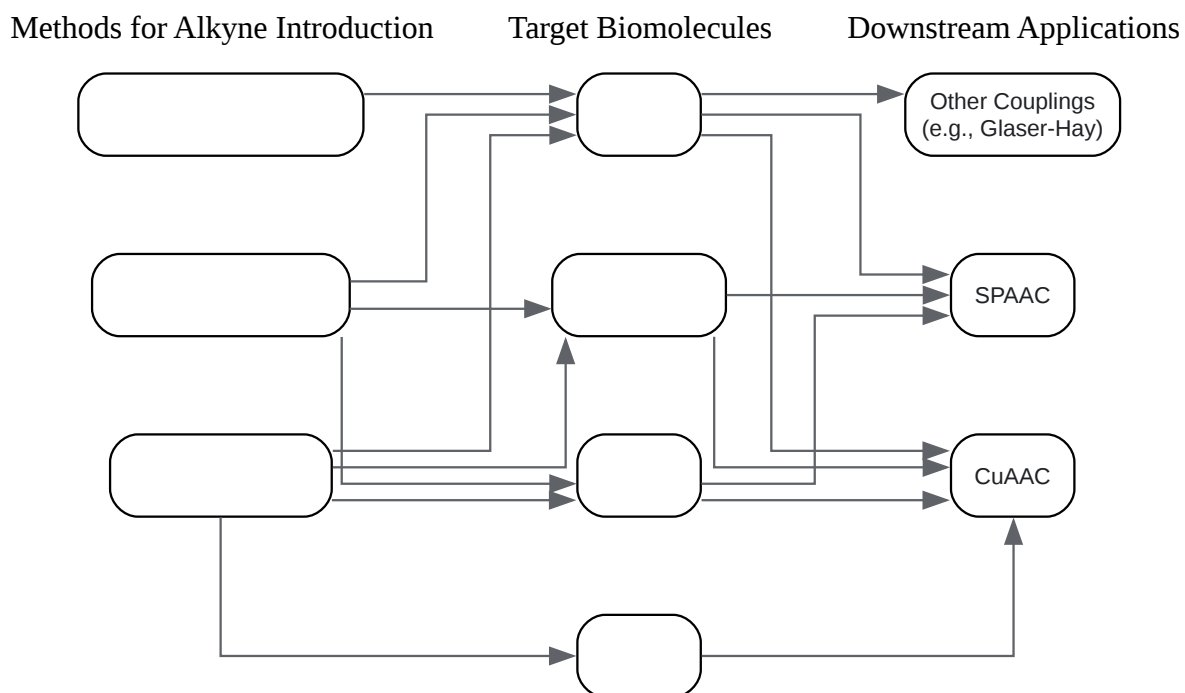 Methods for Alkyne Introduction
Target Biomolecules
Downstream Applications
Other Couplings
(e.g., Glaser-Hay)
SPAAC
CuAAC